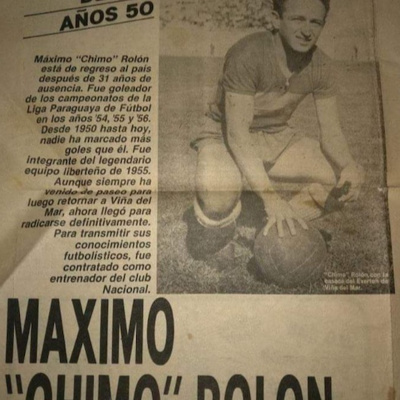 AÑOS 50
Máximo "Chimo" Rolón
está de regreso al país
después de 31 años de
ausencia. Fue goleador
de los campeonatos de la
Liga Paraguaya de Fútbol
en los años '54, '55 y '56.
Desde 1950 hasta hoy,
nadie ha marcado más
goles que él. Fue
integrante del legendario
equipo liberteño de 1955.
Aunque siempre ha
venido de paseo para
luego retornar a Viña del
Mar, ahora llegó para
radicarse definitivamente.
Para transmitir sus
conocimientos
futbolísticos, fue
contratado como
entrenador del club
Nacional.
"Chimo" Rolón, con la
casaca del Everton de
Viña del Mar.
MAXIMO
"CHIMO" ROLON